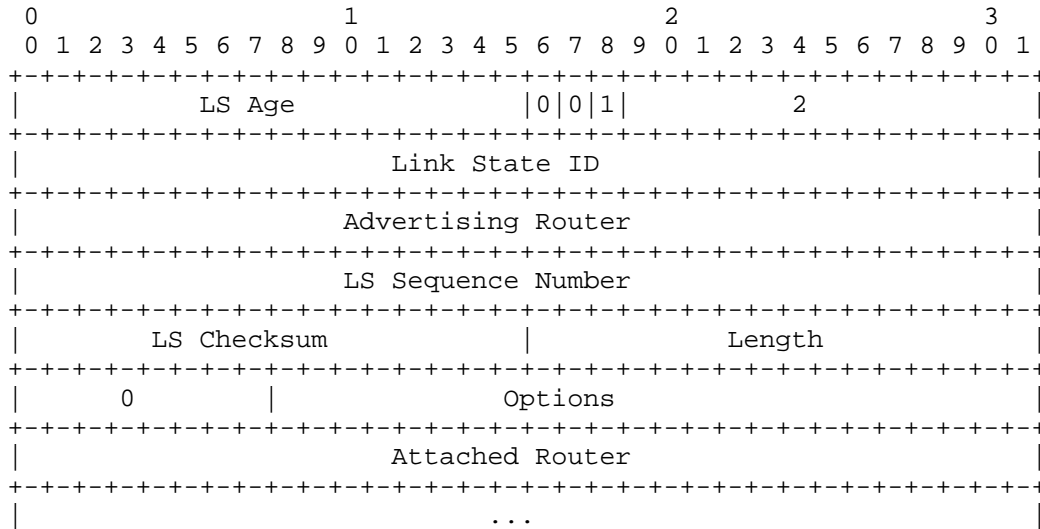 0                   1                   2                   3
 0 1 2 3 4 5 6 7 8 9 0 1 2 3 4 5 6 7 8 9 0 1 2 3 4 5 6 7 8 9 0 1
+-+-+-+-+-+-+-+-+-+-+-+-+-+-+-+-+-+-+-+-+-+-+-+-+-+-+-+-+-+-+-+-+
|           LS Age              |0|0|1|          2              |
+-+-+-+-+-+-+-+-+-+-+-+-+-+-+-+-+-+-+-+-+-+-+-+-+-+-+-+-+-+-+-+-+
|                       Link State ID                           |
+-+-+-+-+-+-+-+-+-+-+-+-+-+-+-+-+-+-+-+-+-+-+-+-+-+-+-+-+-+-+-+-+
|                    Advertising Router                         |
+-+-+-+-+-+-+-+-+-+-+-+-+-+-+-+-+-+-+-+-+-+-+-+-+-+-+-+-+-+-+-+-+
|                    LS Sequence Number                         |
+-+-+-+-+-+-+-+-+-+-+-+-+-+-+-+-+-+-+-+-+-+-+-+-+-+-+-+-+-+-+-+-+
|        LS Checksum            |            Length             |
+-+-+-+-+-+-+-+-+-+-+-+-+-+-+-+-+-+-+-+-+-+-+-+-+-+-+-+-+-+-+-+-+
|      0        |              Options                          |
+-+-+-+-+-+-+-+-+-+-+-+-+-+-+-+-+-+-+-+-+-+-+-+-+-+-+-+-+-+-+-+-+
|                       Attached Router                         |
+-+-+-+-+-+-+-+-+-+-+-+-+-+-+-+-+-+-+-+-+-+-+-+-+-+-+-+-+-+-+-+-+
|                             ...                               |